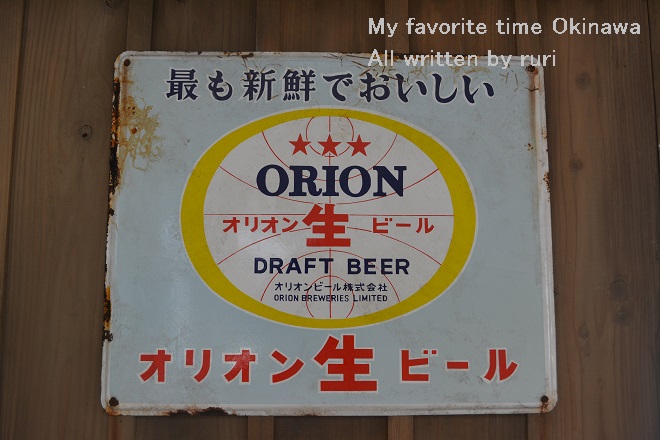 My favorite time Okinawa
All written by ruri
最も新鮮でおいしい
ORION
オリオン生ビール
DRAFT BEER
オリオンビール株式会社
ORION BREWERIES LIMITED
オリオン生ビール